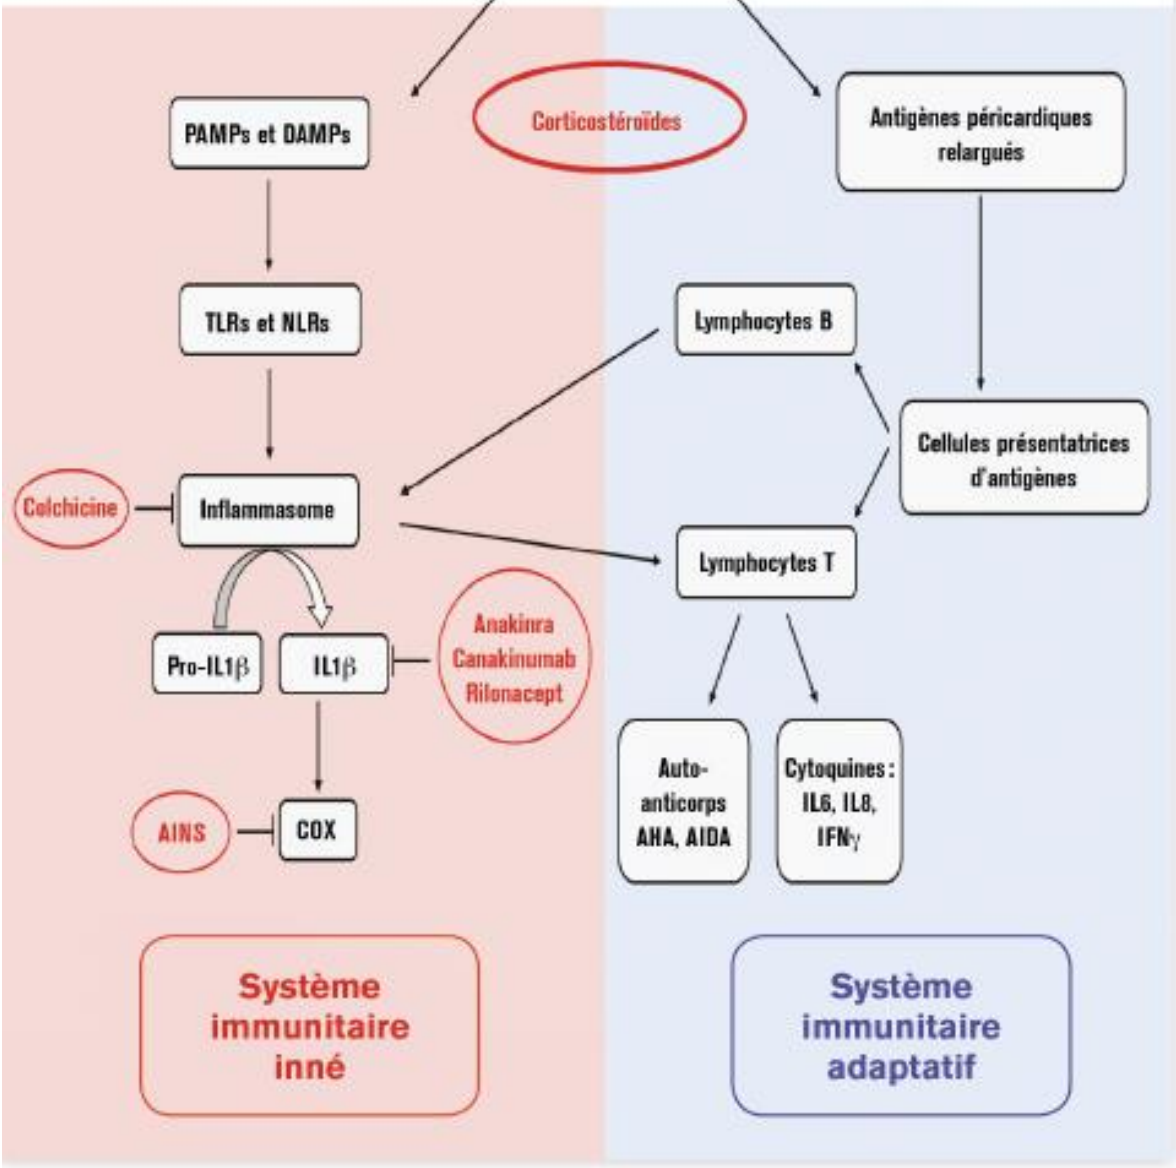 Corticostéroïdes
PAMPs et DAMPs
Antigènes péricardiques
relargués
TLRs et NLRs
Lymphocytes B
Cellules présentatrices
d'antigènes
Colchicine
Inflammasome
Lymphocytes T
Anakinra
Canakinumab
Rilonacept
Pro-IL1β
IL1β
Auto-
anticorps
AHA, AIDA
Cytoquines :
IL6, IL8,
IFNγ
AINS
COX
Système
immunitaire
inné
Système
immunitaire
adaptatif